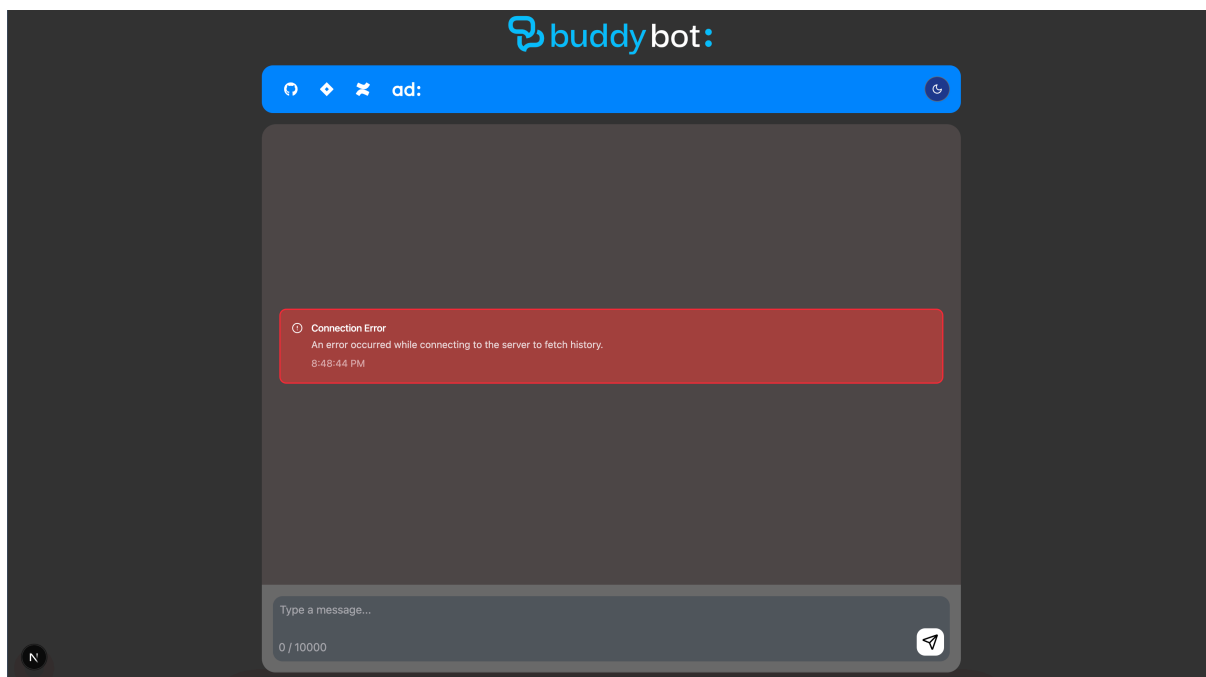 buddybot:
ad:
Connection Error
An error occurred while connecting to the server to fetch history.
8:48:44 PM
Type a message...
0 / 10000
N